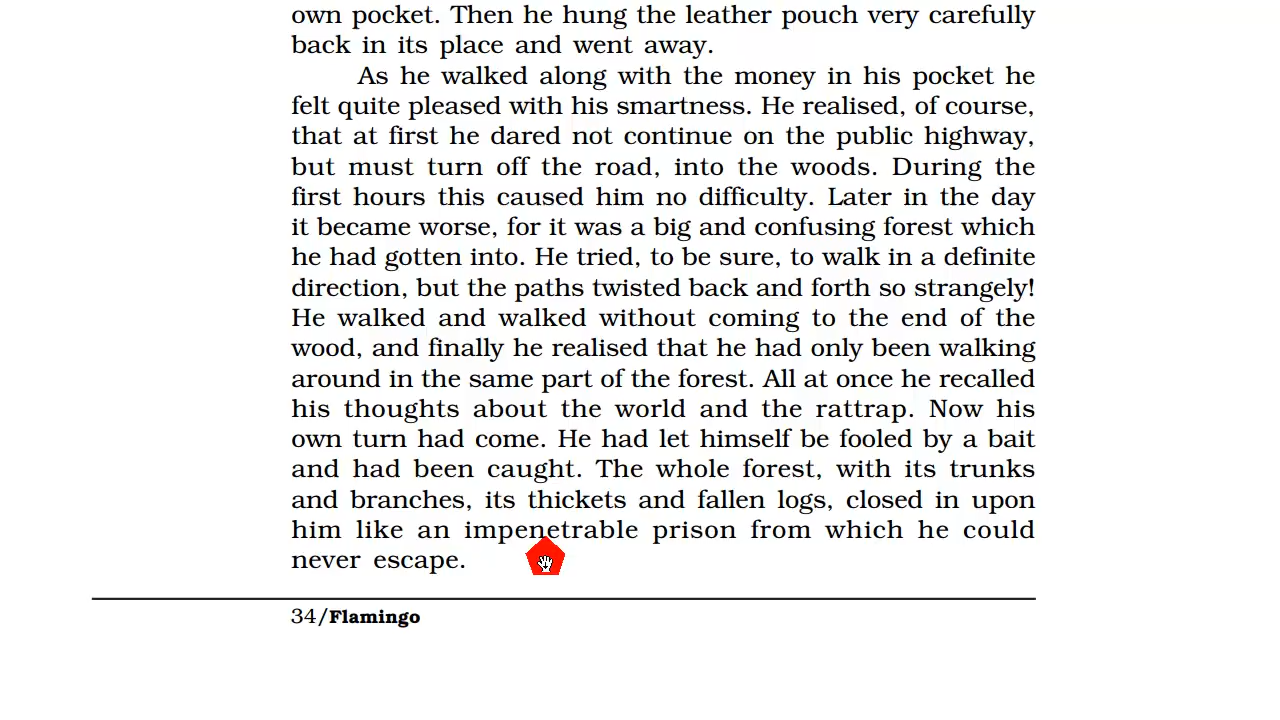 own pocket. Then he hung the leather pouch very carefully
back in its place and went away.
As he walked along with the money in his pocket he
felt quite pleased with his smartness. He realised, of course,
that at first he dared not continue on the public highway,
but must turn off the road, into the woods. During the
first hours this caused him no difficulty. Later in the day
it became worse, for it was a big and confusing forest which
he had gotten into. He tried, to be sure, to walk in a definite
direction, but the paths twisted back and forth so strangely!
He walked and walked without coming to the end of the
wood, and finally he realised that he had only been walking
around in the same part of the forest. All at once he recalled
his thoughts about the world and the rattrap. Now his
own turn had come. He had let himself be fooled by a bait
and had been caught. The whole forest, with its trunks
and branches, its thickets and fallen logs, closed in upon
him like an impenetrable prison from which he could
never escape.
34/Flamingo